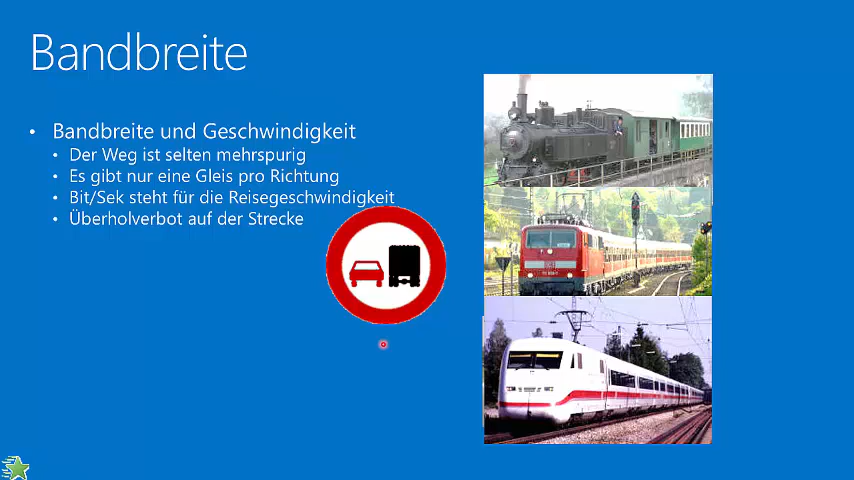 Bandbreite
• Bandbreite und Geschwindigkeit
• Der Weg ist selten mehrspurig
• Es gibt nur eine Gleis pro Richtung
• Bit/Sek steht für die Reisegeschwindigkeit
• Überholverbot auf der Strecke